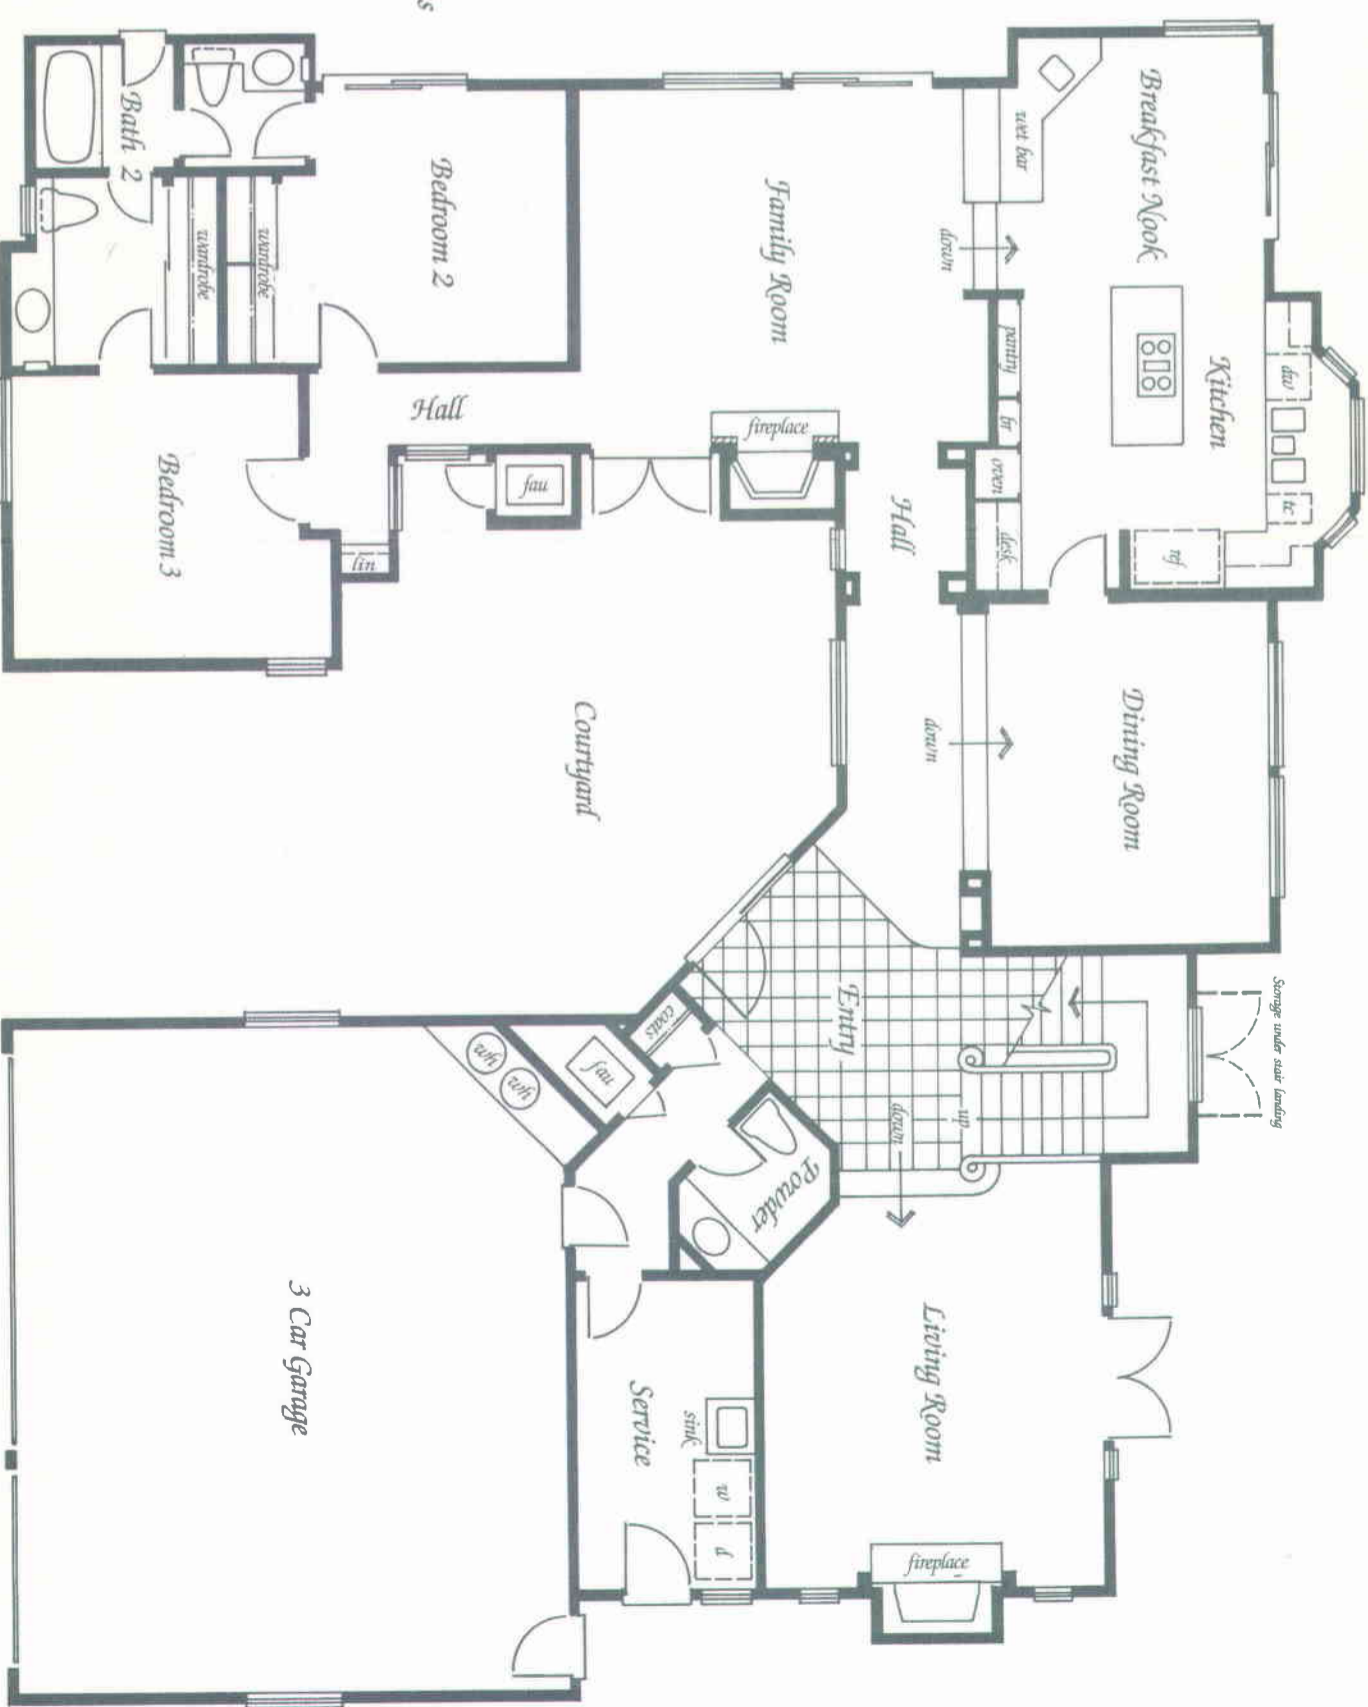 s
Breakfast Nook
wet bar
Family Room
down
Bedroom 2
Bath 2
wardrobe
wardrobe
Kitchen
dw
tc
pantry
br
oven
desk
ref
fireplace
Hall
Hall
fau
lin
Bedroom 3
Dining Room
down
Courtyard
Storage under stair landing
Entry
up
down
coats
fau
wh
wh
Powder
Living Room
fireplace
Service
sink
w
d
3 Car Garage